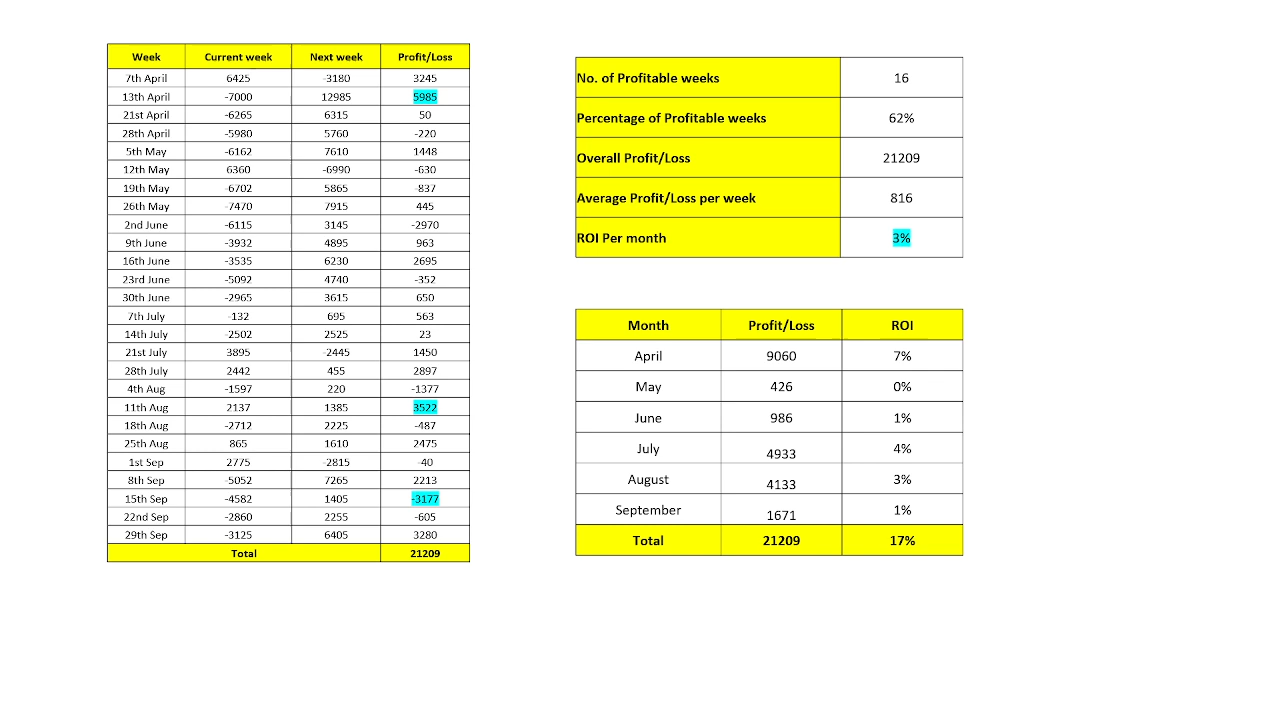 Week Current week Next week Profit/Loss
7th April 6425 -3180 3245
13th April -7000 12985 5985
21st April -6265 6315 50
28th April -5980 5760 -220
5th May -6162 7610 1448
12th May 6360 -6990 -630
19th May -6702 5865 -837
26th May -7470 7915 445
2nd June -6115 3145 -2970
9th June -3932 4895 963
16th June -3535 6230 2695
23rd June -5092 4740 -352
30th June -2965 3615 650
7th July -132 695 563
14th July -2502 2525 23
21st July 3895 -2445 1450
28th July 2442 455 2897
4th Aug -1597 220 -1377
11th Aug 2137 1385 3522
18th Aug -2712 2225 -487
25th Aug 865 1610 2475
1st Sep 2775 -2815 -40
8th Sep -5052 7265 2213
15th Sep -4582 1405 -3177
22nd Sep -2860 2255 -605
29th Sep -3125 6405 3280
Total 21209
No. of Profitable weeks 16
Percentage of Profitable weeks 62%
Overall Profit/Loss 21209
Average Profit/Loss per week 816
ROI Per month 3%
Month Profit/Loss ROI
April 9060 7%
May 426 0%
June 986 1%
July 4933 4%
August 4133 3%
September 1671 1%
Total 21209 17%